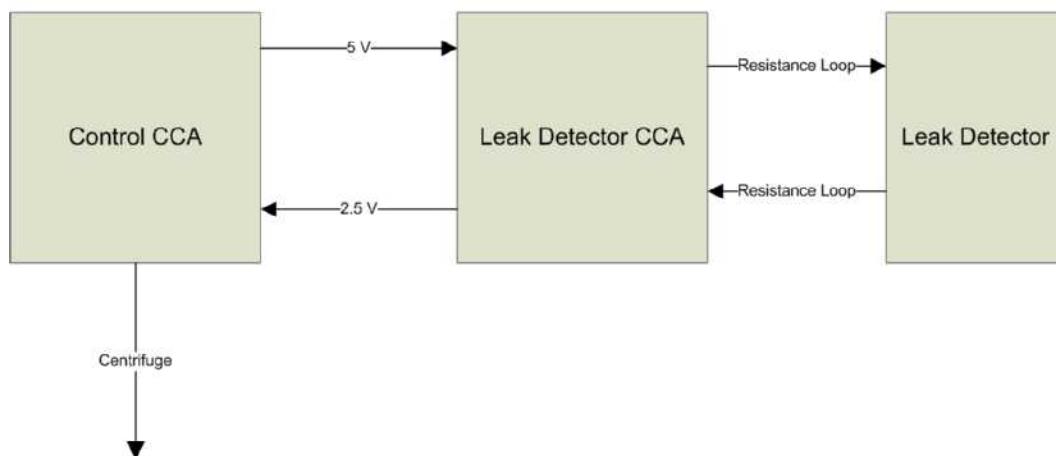 Control CCA
5 V
Leak Detector CCA
Resistance Loop
Leak Detector
2.5 V
Resistance Loop
Centrifuge